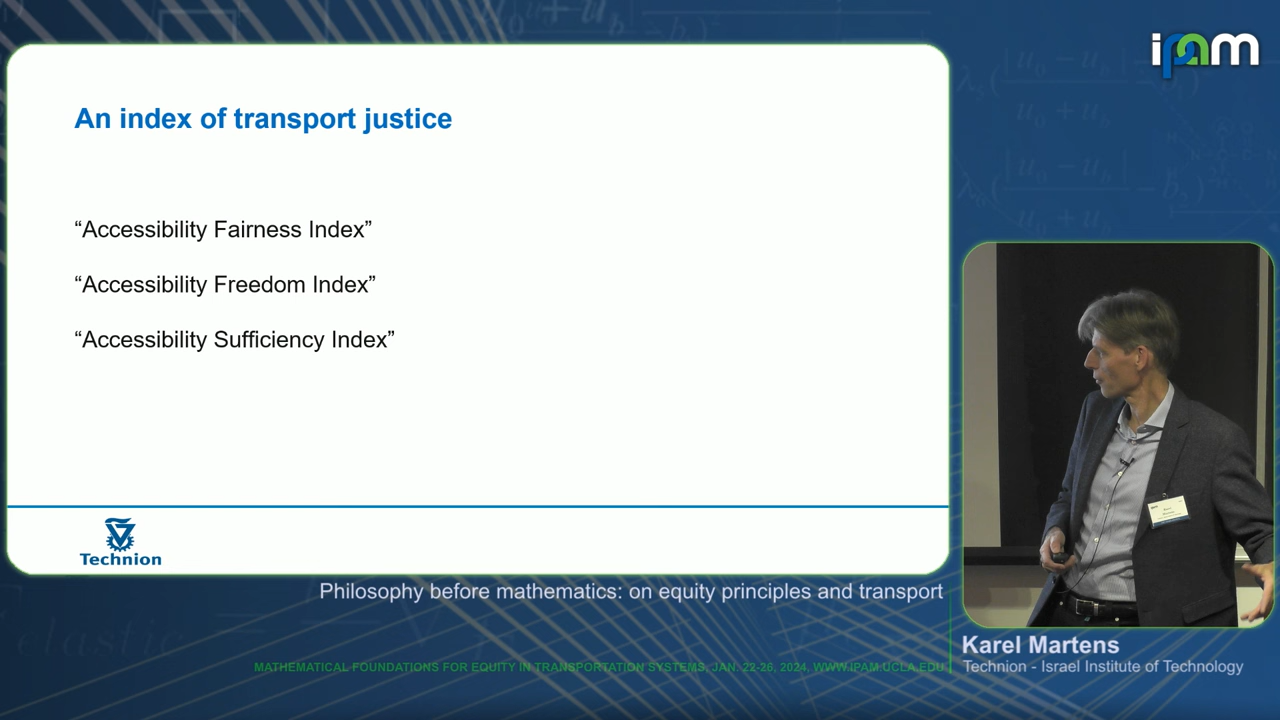 ipam
An index of transport justice
“Accessibility Fairness Index”
“Accessibility Freedom Index”
“Accessibility Sufficiency Index”
Technion
Philosophy before mathematics: on equity principles and transport
Karel Martens
Technion - Israel Institute of Technology
MATHEMATICAL FOUNDATIONS FOR EQUITY IN TRANSPORTATION SYSTEMS, JAN. 22-26, 2024, WWW.IPAM.UCLA.EDU
elastic